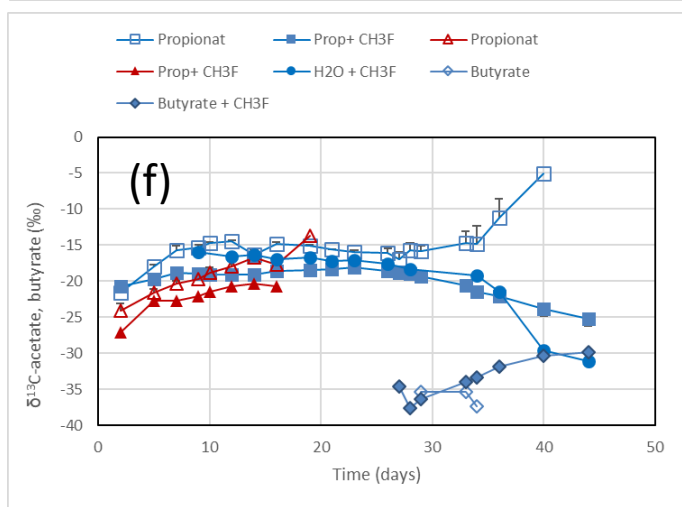 Propionat Prop+ CH3F Propionat
Prop+ CH3F H2O + CH3F Butyrate
Butyrate + CH3F
(f)
δ¹³C-acetate, butyrate (‰)
0
-5
-10
-15
-20
-25
-30
-35
-40
0 10 20 30 40 50
Time (days)